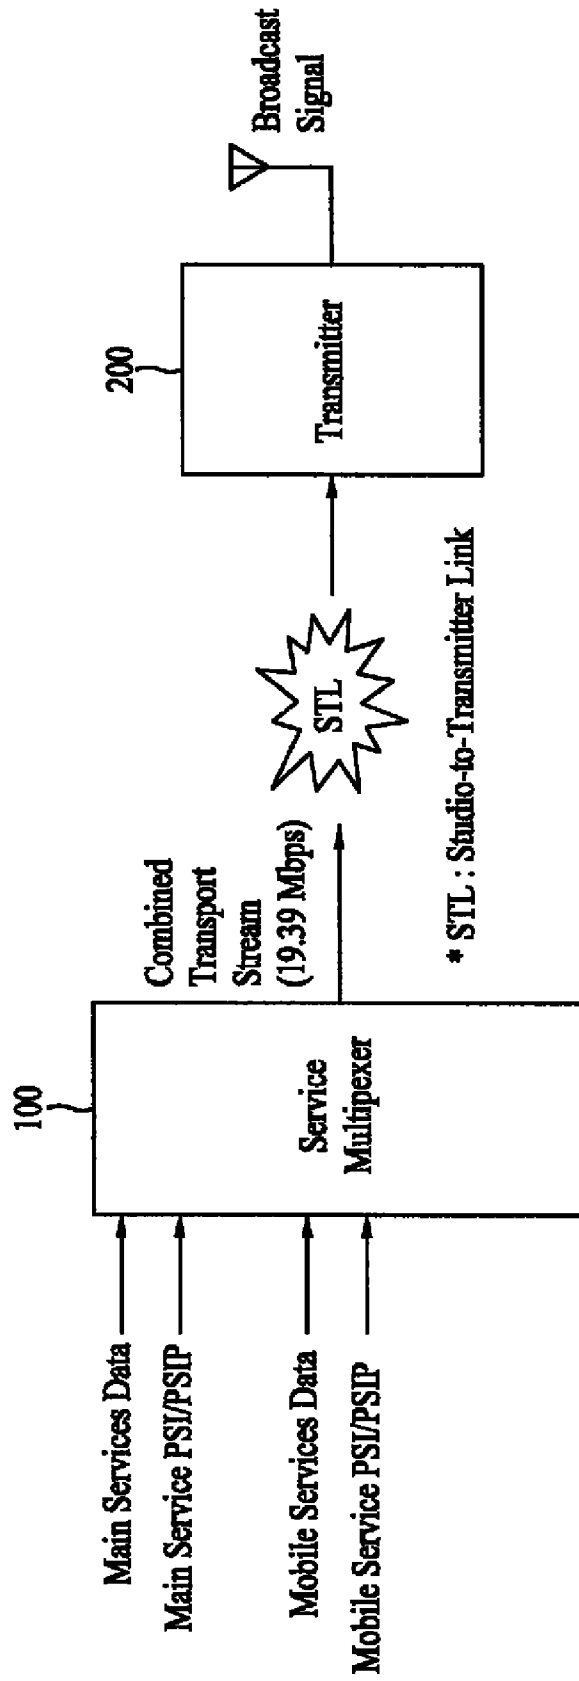 Main Services Data
Main Service PSI/PSIP
Mobile Services Data
Mobile Service PSI/PSIP
100
Service
Multipexer
Combined
Transport
Stream
(19.39 Mbps)
STL
* STL : Studio-to-Transmitter Link
200
Transmitter
Broadcast
Signal